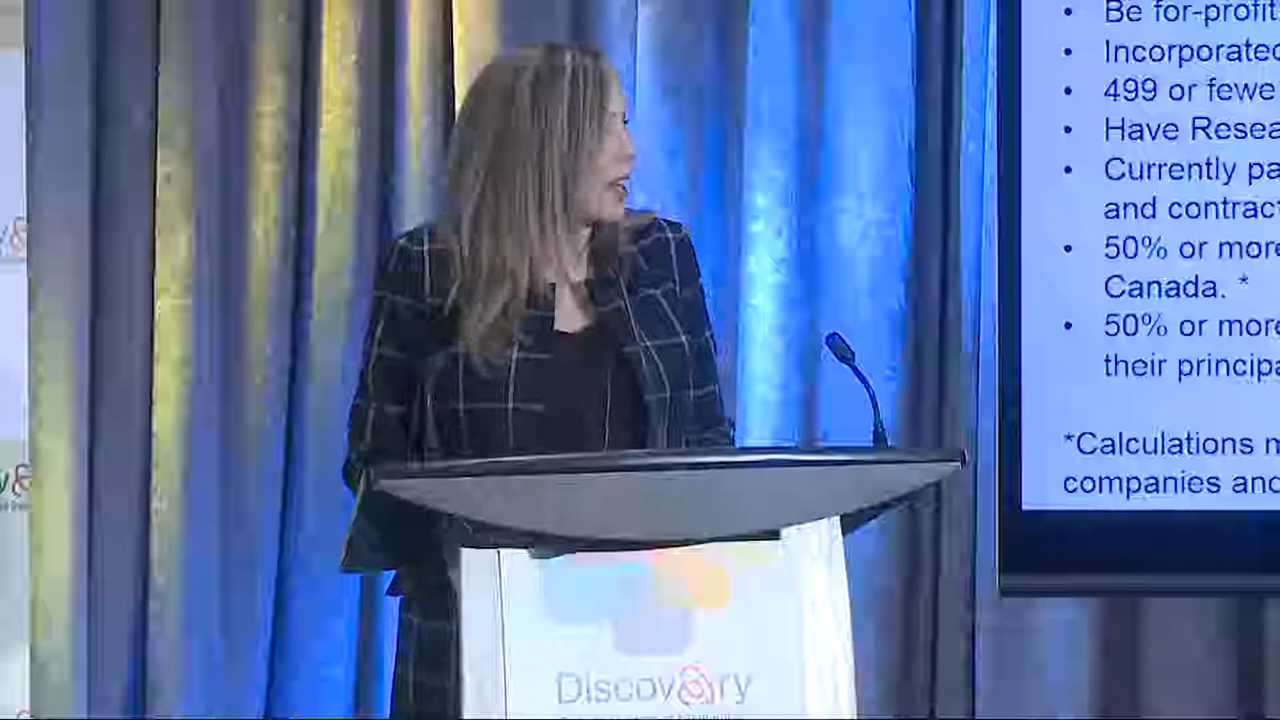 • Be for-profit
• Incorporated
• 499 or fewe
• Have Resea
• Currently pa
and contract
• 50% or more
Canada. *
• 50% or more
their principa
*Calculations
companies and
Discovery